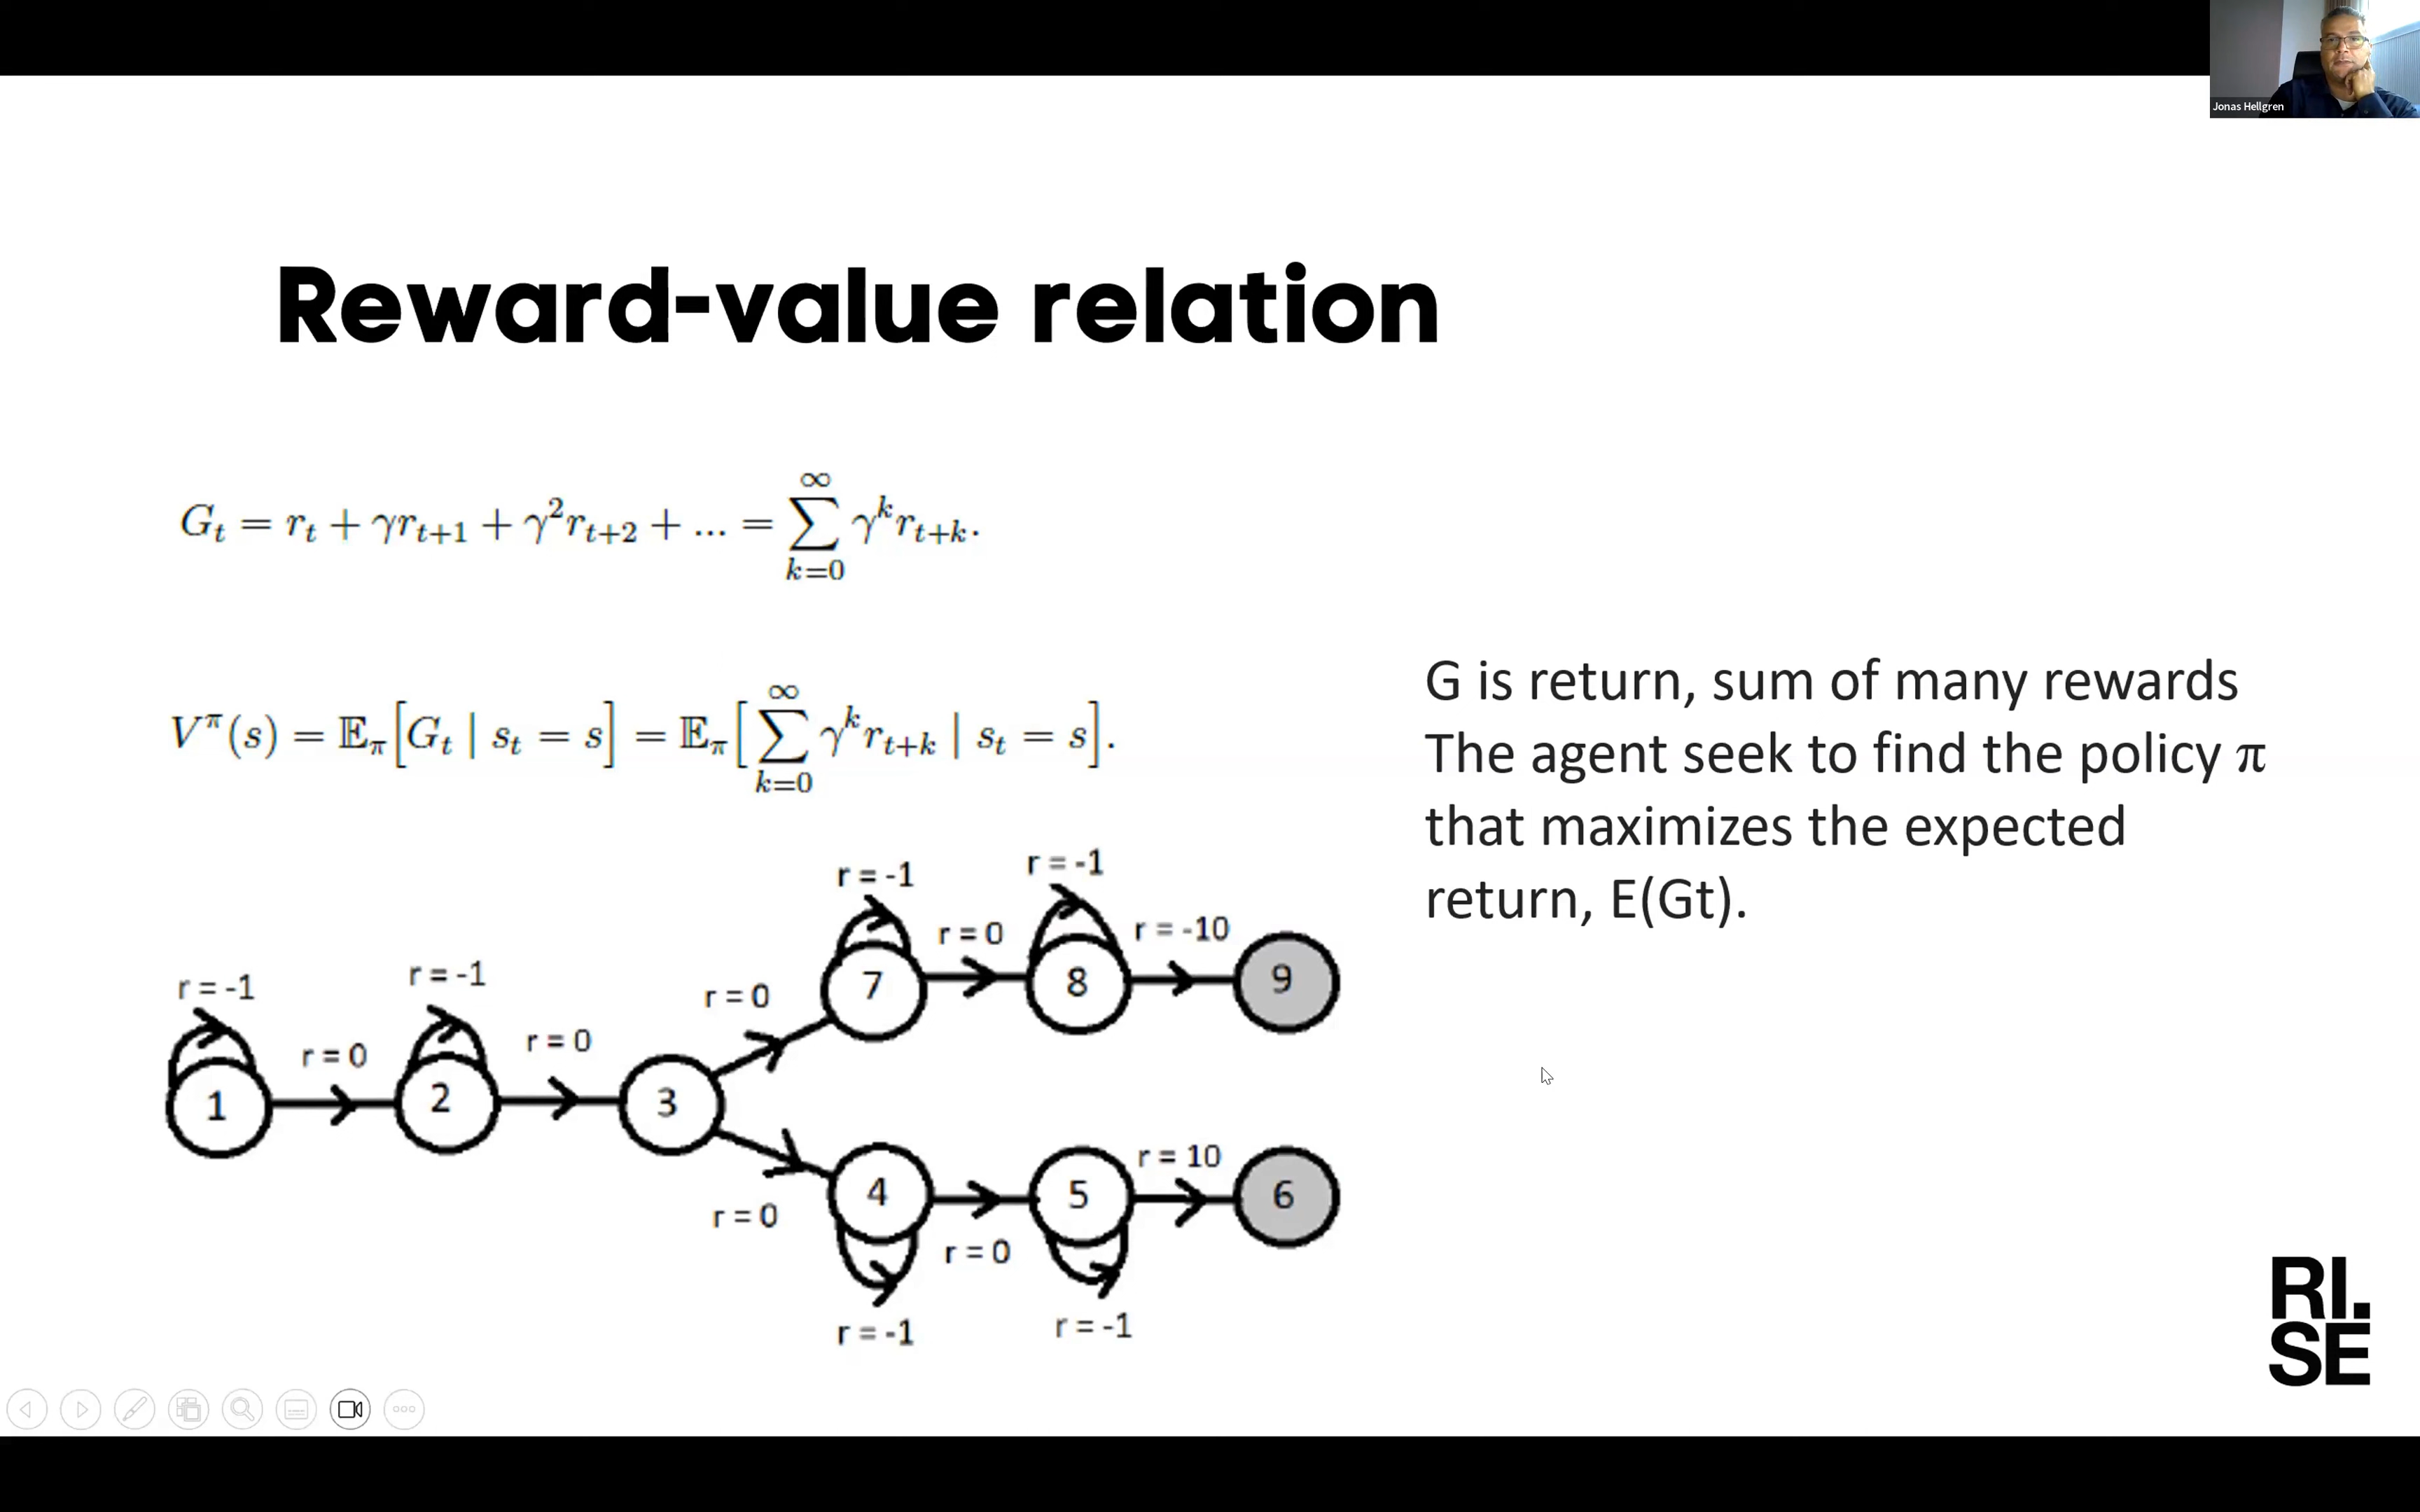 Jonas Hellgren
Reward-value relation
G_t = r_t + γr_{t+1} + γ^2 r_{t+2} + ... = \sum_{k=0}^{∞} γ^k r_{t+k}.
V^π(s) = 𝔼_π[G_t | s_t = s] = 𝔼_π[\sum_{k=0}^{∞} γ^k r_{t+k} | s_t = s].
G is return, sum of many rewards
The agent seek to find the policy π
that maximizes the expected
return, E(Gt).
r = -1
r = -1
r = 0
r = -10
7
8
9
r = -1
r = -1
r = 0
r = 0
r = 0
1
2
3
r = 0
r = 0
r = 10
4
5
6
r = -1
r = -1
RI.
SE